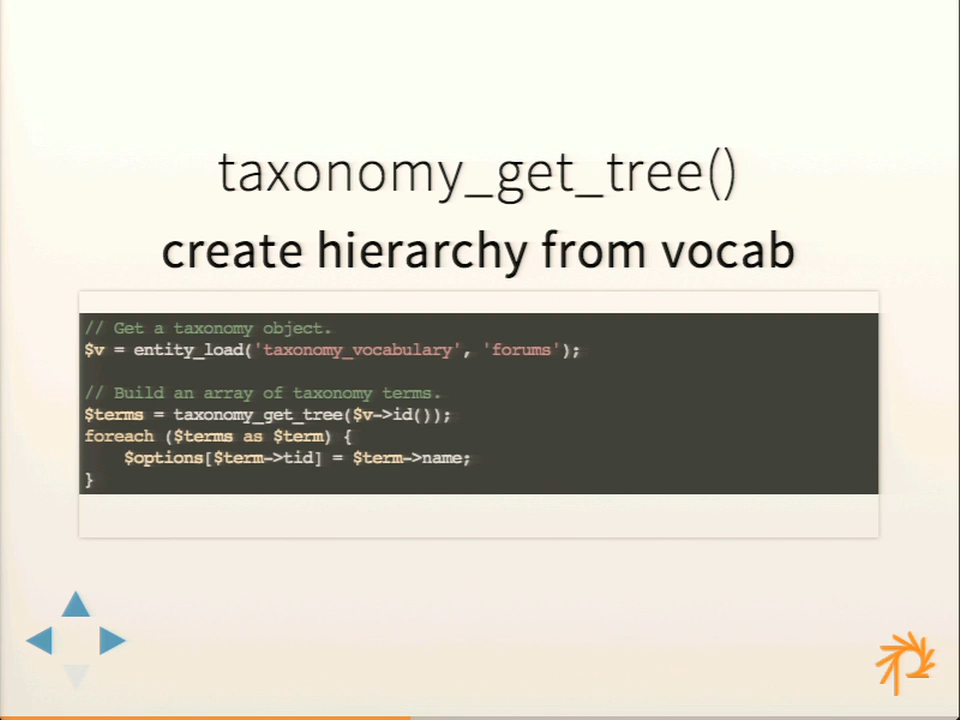 taxonomy_get_tree()
create hierarchy from vocab
// Get a taxonomy object.
$v = entity_load('taxonomy_vocabulary', 'forums');
// Build an array of taxonomy terms.
$terms = taxonomy_get_tree($v->id());
foreach ($terms as $term) {
    $options[$term->tid] = $term->name;
}